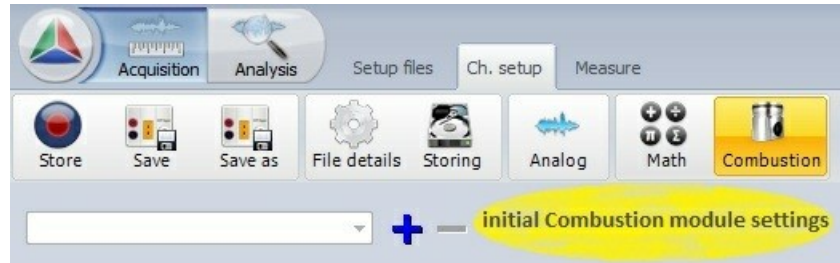 Acquisition
Analysis
Setup files
Ch. setup
Measure
Store
Save
Save as
File details
Storing
Analog
Math
Combustion
initial Combustion module settings